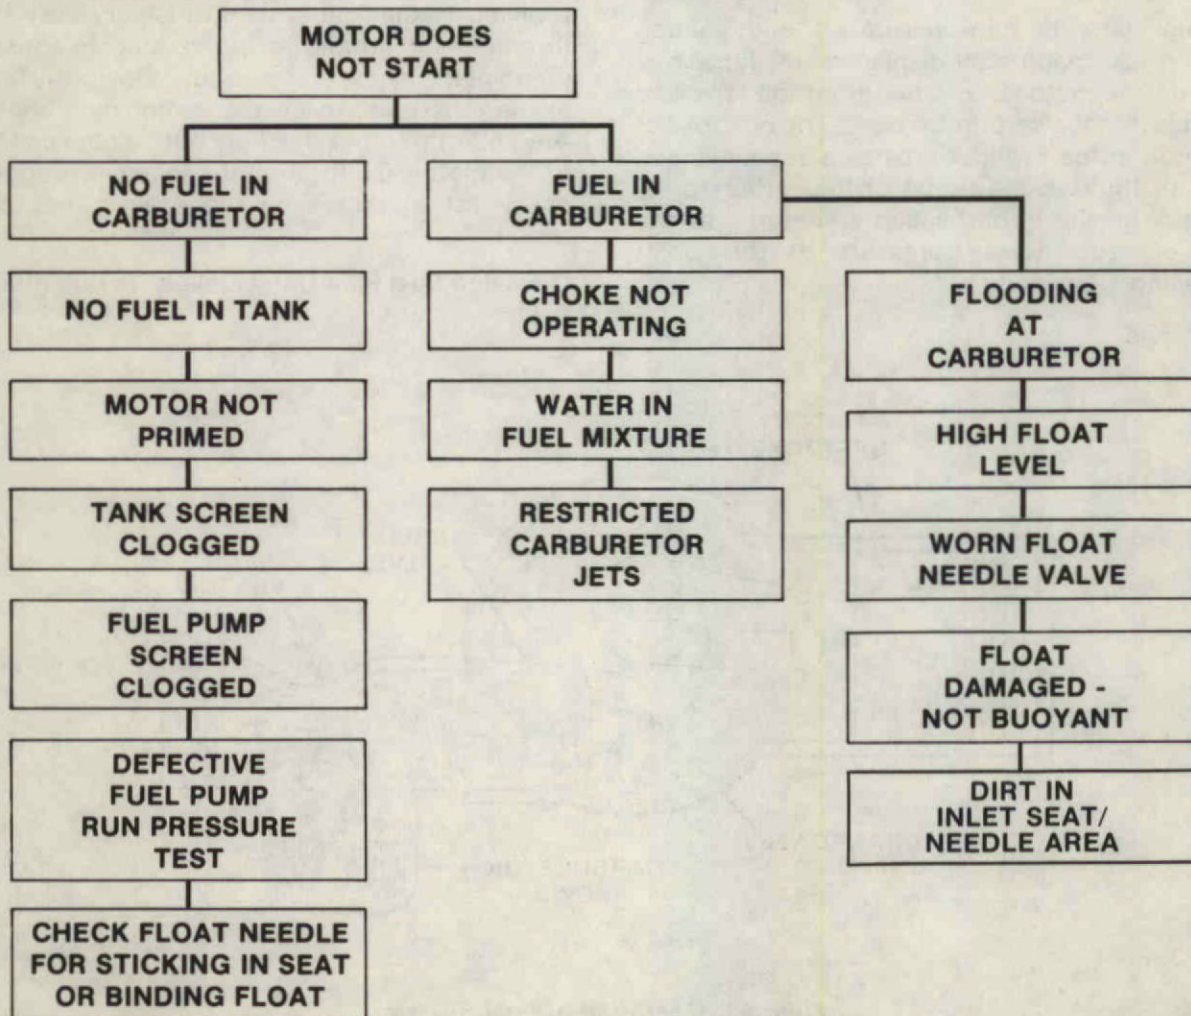 MOTOR DOES
NOT START
NO FUEL IN
CARBURETOR
NO FUEL IN TANK
MOTOR NOT
PRIMED
TANK SCREEN
CLOGGED
FUEL PUMP
SCREEN
CLOGGED
DEFECTIVE
FUEL PUMP
RUN PRESSURE
TEST
CHECK FLOAT NEEDLE
FOR STICKING IN SEAT
OR BINDING FLOAT
FUEL IN
CARBURETOR
CHOKE NOT
OPERATING
WATER IN
FUEL MIXTURE
RESTRICTED
CARBURETOR
JETS
FLOODING
AT
CARBURETOR
HIGH FLOAT
LEVEL
WORN FLOAT
NEEDLE VALVE
FLOAT
DAMAGED -
NOT BUOYANT
DIRT IN
INLET SEAT/
NEEDLE AREA